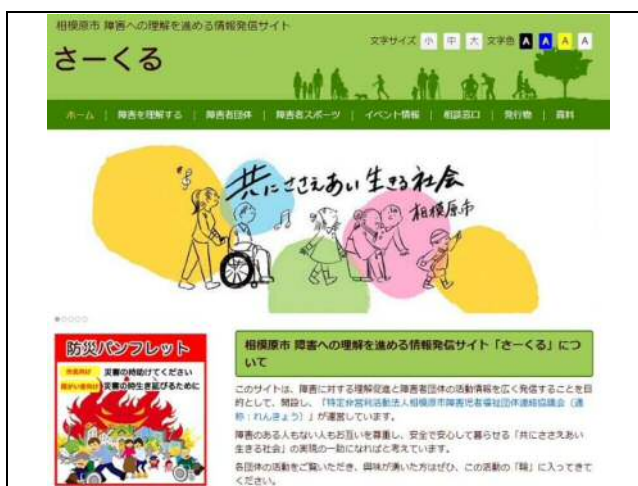 相模原市 障害への理解を進める情報発信サイト
さーくる
文字サイズ 小 中 大 文字色 A A A A
ホーム | 障害を理解する | 障害者団体 | 障害者スポーツ | イベント情報 | 相談窓口 | 発行物 | 資料
共にささえあい生きる社会
相模原市
防災パンフレット
市民向け 災害の時助けてください
障がい者向け 災害の時生き延びるために
相模原市 障害への理解を進める情報発信サイト「さーくる」につ
いて
このサイトは、障害に対する理解促進と障害者団体の活動情報を広く発信することを目
的として、開設し、「特定非営利活動法人相模原市障害児者福祉団体連絡協議会（通
称：れんきょう）」が運営しています。
障害のある人もない人もお互いを尊重し、安全で安心して暮らせる「共にささえあい
生きる社会」の実現の一助になればと考えています。
各団体の活動をご覧いただき、興味が湧いた方はぜひ、この活動の「輪」に入ってきて
ください。